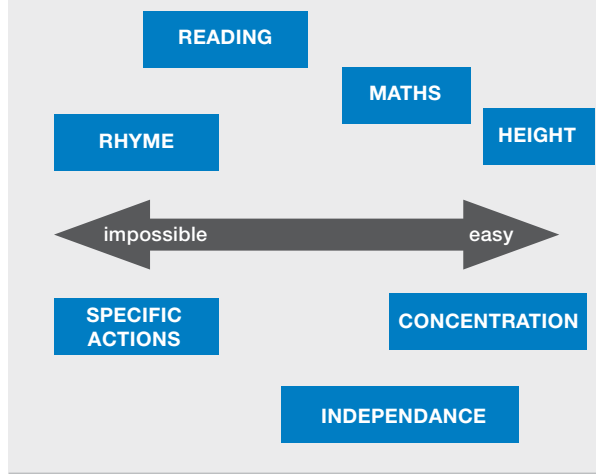 READING
MATHS
HEIGHT
RHYME
impossible
easy
SPECIFIC
ACTIONS
CONCENTRATION
INDEPENDANCE